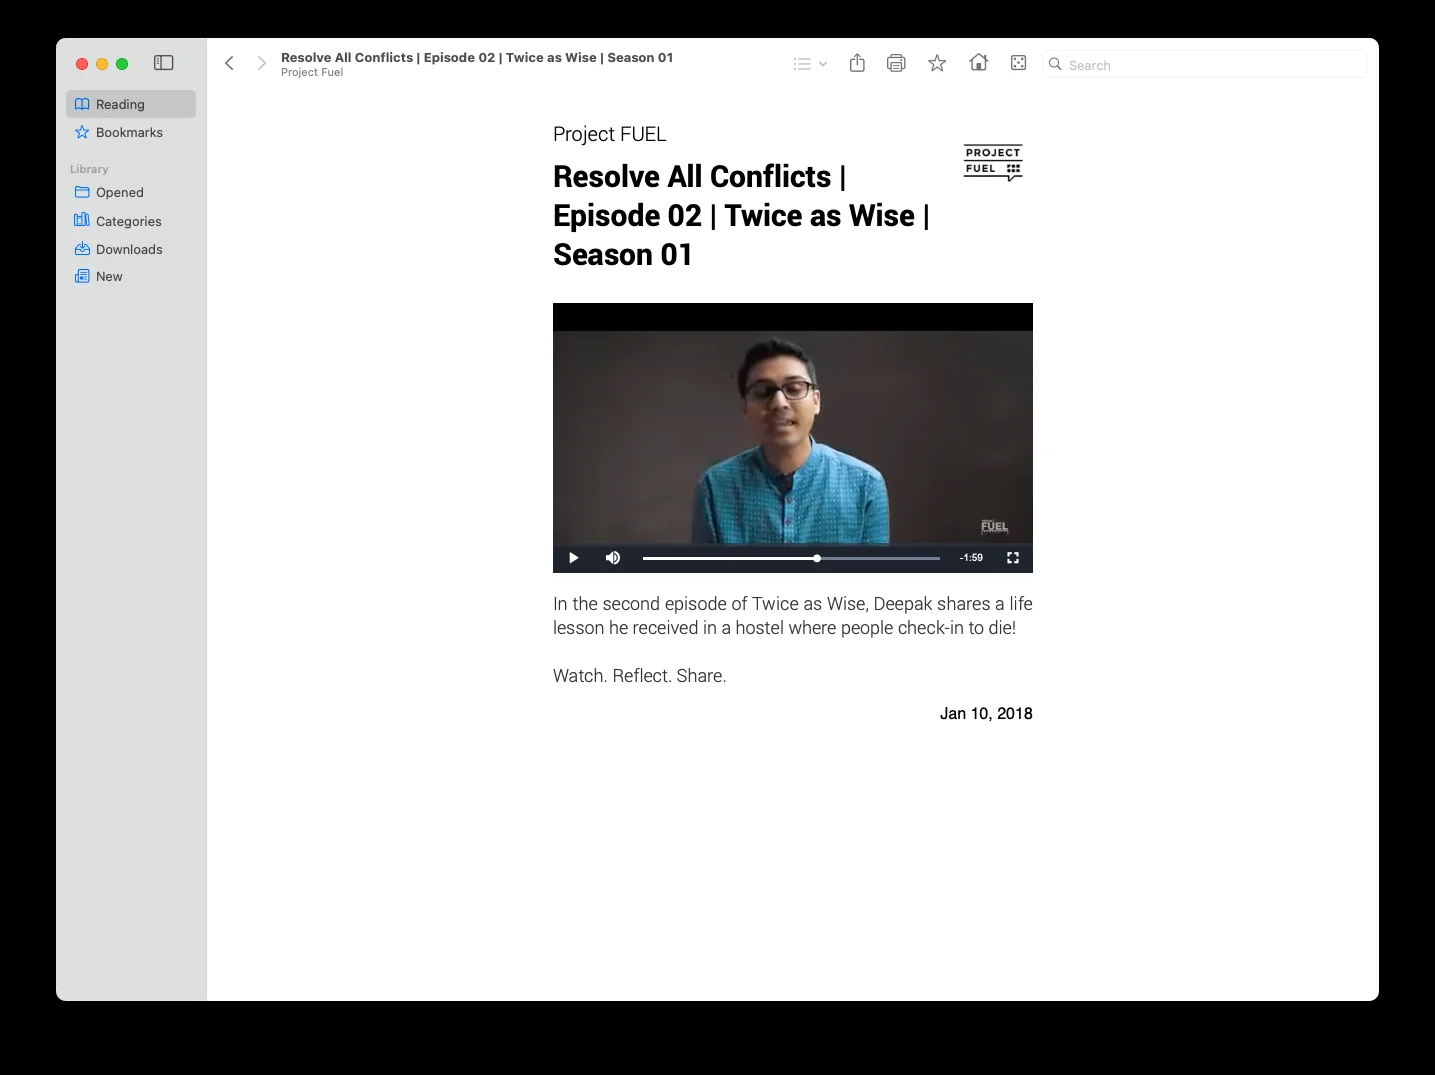 Resolve All Conflicts | Episode 02 | Twice as Wise | Season 01
Project Fuel
Search
Reading
Bookmarks
Library
Opened
Categories
Downloads
New
Project FUEL
Resolve All Conflicts |
Episode 02 | Twice as Wise |
Season 01
PROJECT
FUEL
FUEL
-1:59
In the second episode of Twice as Wise, Deepak shares a life
lesson he received in a hostel where people check-in to die!
Watch. Reflect. Share.
Jan 10, 2018